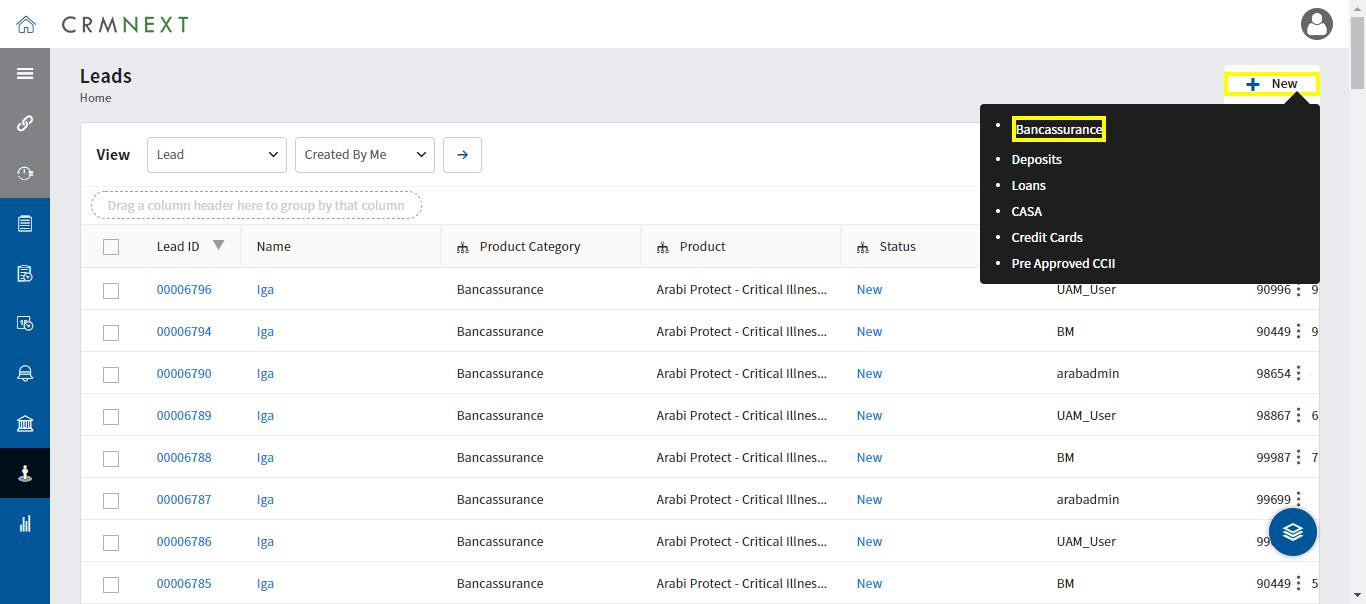 CRMNEXT
Leads
Home
New
Bancassurance
Deposits
Loans
CASA
Credit Cards
Pre Approved CCII
View Lead Created By Me
Drag a column header here to group by that column
Lead ID Name Product Category Product Status
00006796 Iga Bancassurance Arabi Protect - Critical Illnes... New UAM_User 90996 9
00006794 Iga Bancassurance Arabi Protect - Critical Illnes... New BM 90449 9
00006790 Iga Bancassurance Arabi Protect - Critical Illnes... New arabadmin 98654
00006789 Iga Bancassurance Arabi Protect - Critical Illnes... New UAM_User 98867 6
00006788 Iga Bancassurance Arabi Protect - Critical Illnes... New BM 99987 7
00006787 Iga Bancassurance Arabi Protect - Critical Illnes... New arabadmin 99699
00006786 Iga Bancassurance Arabi Protect - Critical Illnes... New UAM_User
00006785 Iga Bancassurance Arabi Protect - Critical Illnes... New BM 90449 5